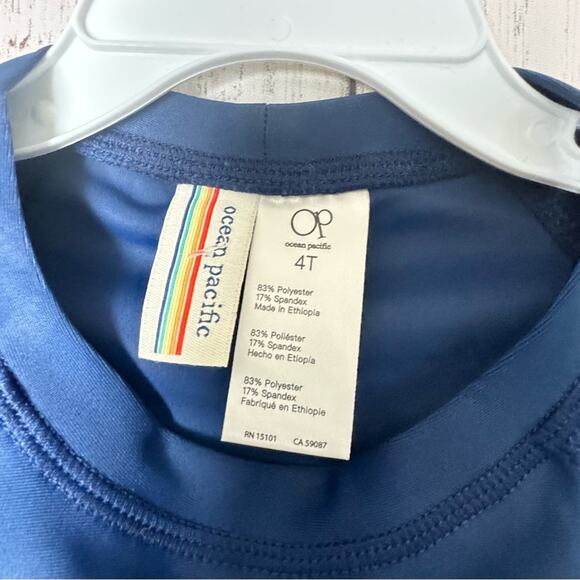 ocean pacific
OP
ocean pacific
4T
83% Polyester
17% Spandex
Made in Ethiopia
83% Poliéster
17% Spandex
Hecho en Etiopía
83% Polyester
17% Spandex
Fabriqué en Ethiopie
RN 15101 CA 59087